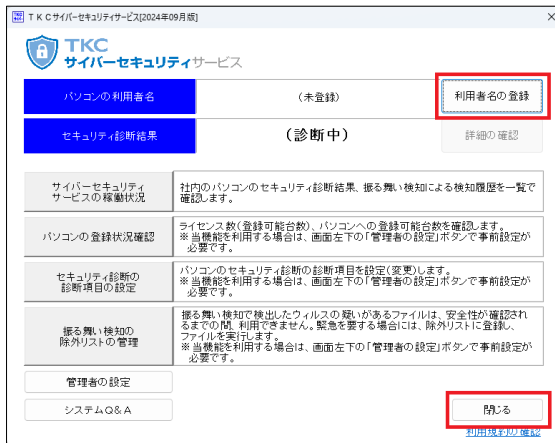 ＴＫＣサイバーセキュリティサービス[2024年09月版]
TKC
サイバーセキュリティサービス
パソコンの利用者名
(未登録)
利用者名の登録
セキュリティ診断結果
(診断中)
詳細の確認
サイバーセキュリティ
サービスの稼働状況
社内のパソコンのセキュリティ診断結果、振る舞い検知による検知履歴を一覧で
確認します。
パソコンの登録状況確認
ライセンス数(登録可能台数)、パソコンへの登録可能台数を確認します。
※当機能を利用する場合は、画面左下の「管理者の設定」ボタンで事前設定が
必要です。
セキュリティ診断の
診断項目の設定
パソコンのセキュリティ診断の診断項目を設定(変更)します。
※当機能を利用する場合は、画面左下の「管理者の設定」ボタンで事前設定が
必要です。
振る舞い検知の
除外リストの管理
振る舞い検知で検出したウィルスの疑いがあるファイルは、安全性が確認され
るまでの間、利用できません。緊急を要する場合には、除外リストに登録し、
ファイルを実行します。
※当機能を利用する場合は、画面左下の「管理者の設定」ボタンで事前設定が
必要です。
管理者の設定
システムＱ＆Ａ
閉じる
利用規約の確認